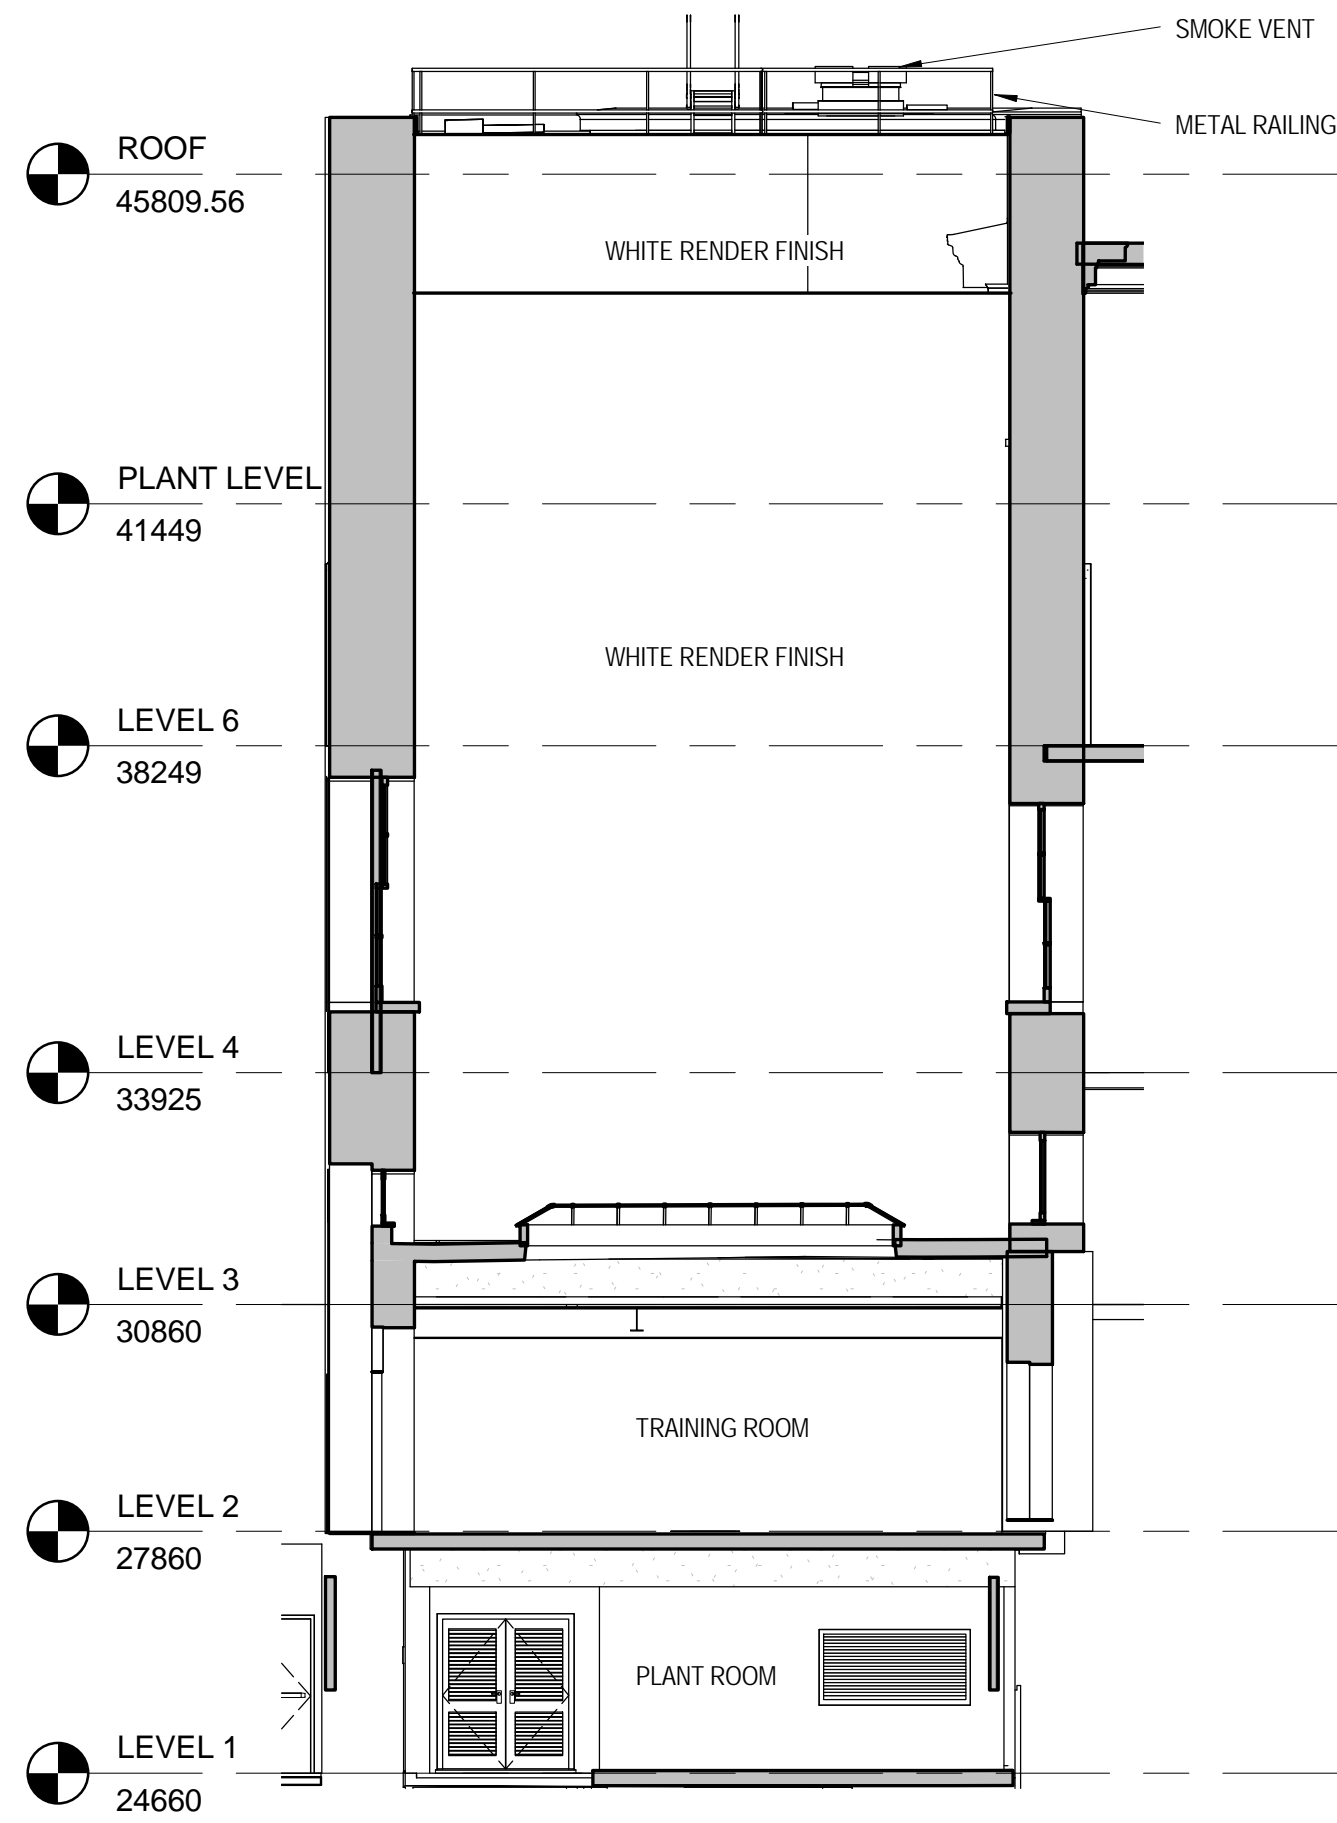 SMOKE VENT
METAL RAILING
ROOF
45809.56
WHITE RENDER FINISH
PLANT LEVEL
41449
WHITE RENDER FINISH
LEVEL 6
38249
LEVEL 4
33925
LEVEL 3
30860
TRAINING ROOM
LEVEL 2
27860
PLANT ROOM
LEVEL 1
24660